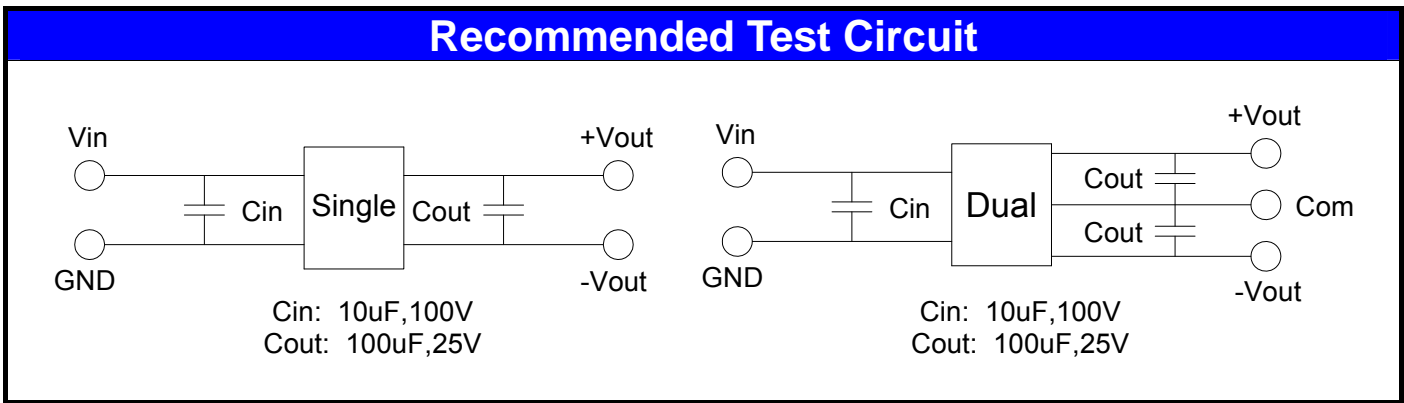 Recommended Test Circuit
Vin
+Vout
Cin
Single
Cout
GND
-Vout
Cin: 10uF,100V
Cout: 100uF,25V
Vin
+Vout
Cin
Dual
Cout
Com
Cout
GND
-Vout
Cin: 10uF,100V
Cout: 100uF,25V